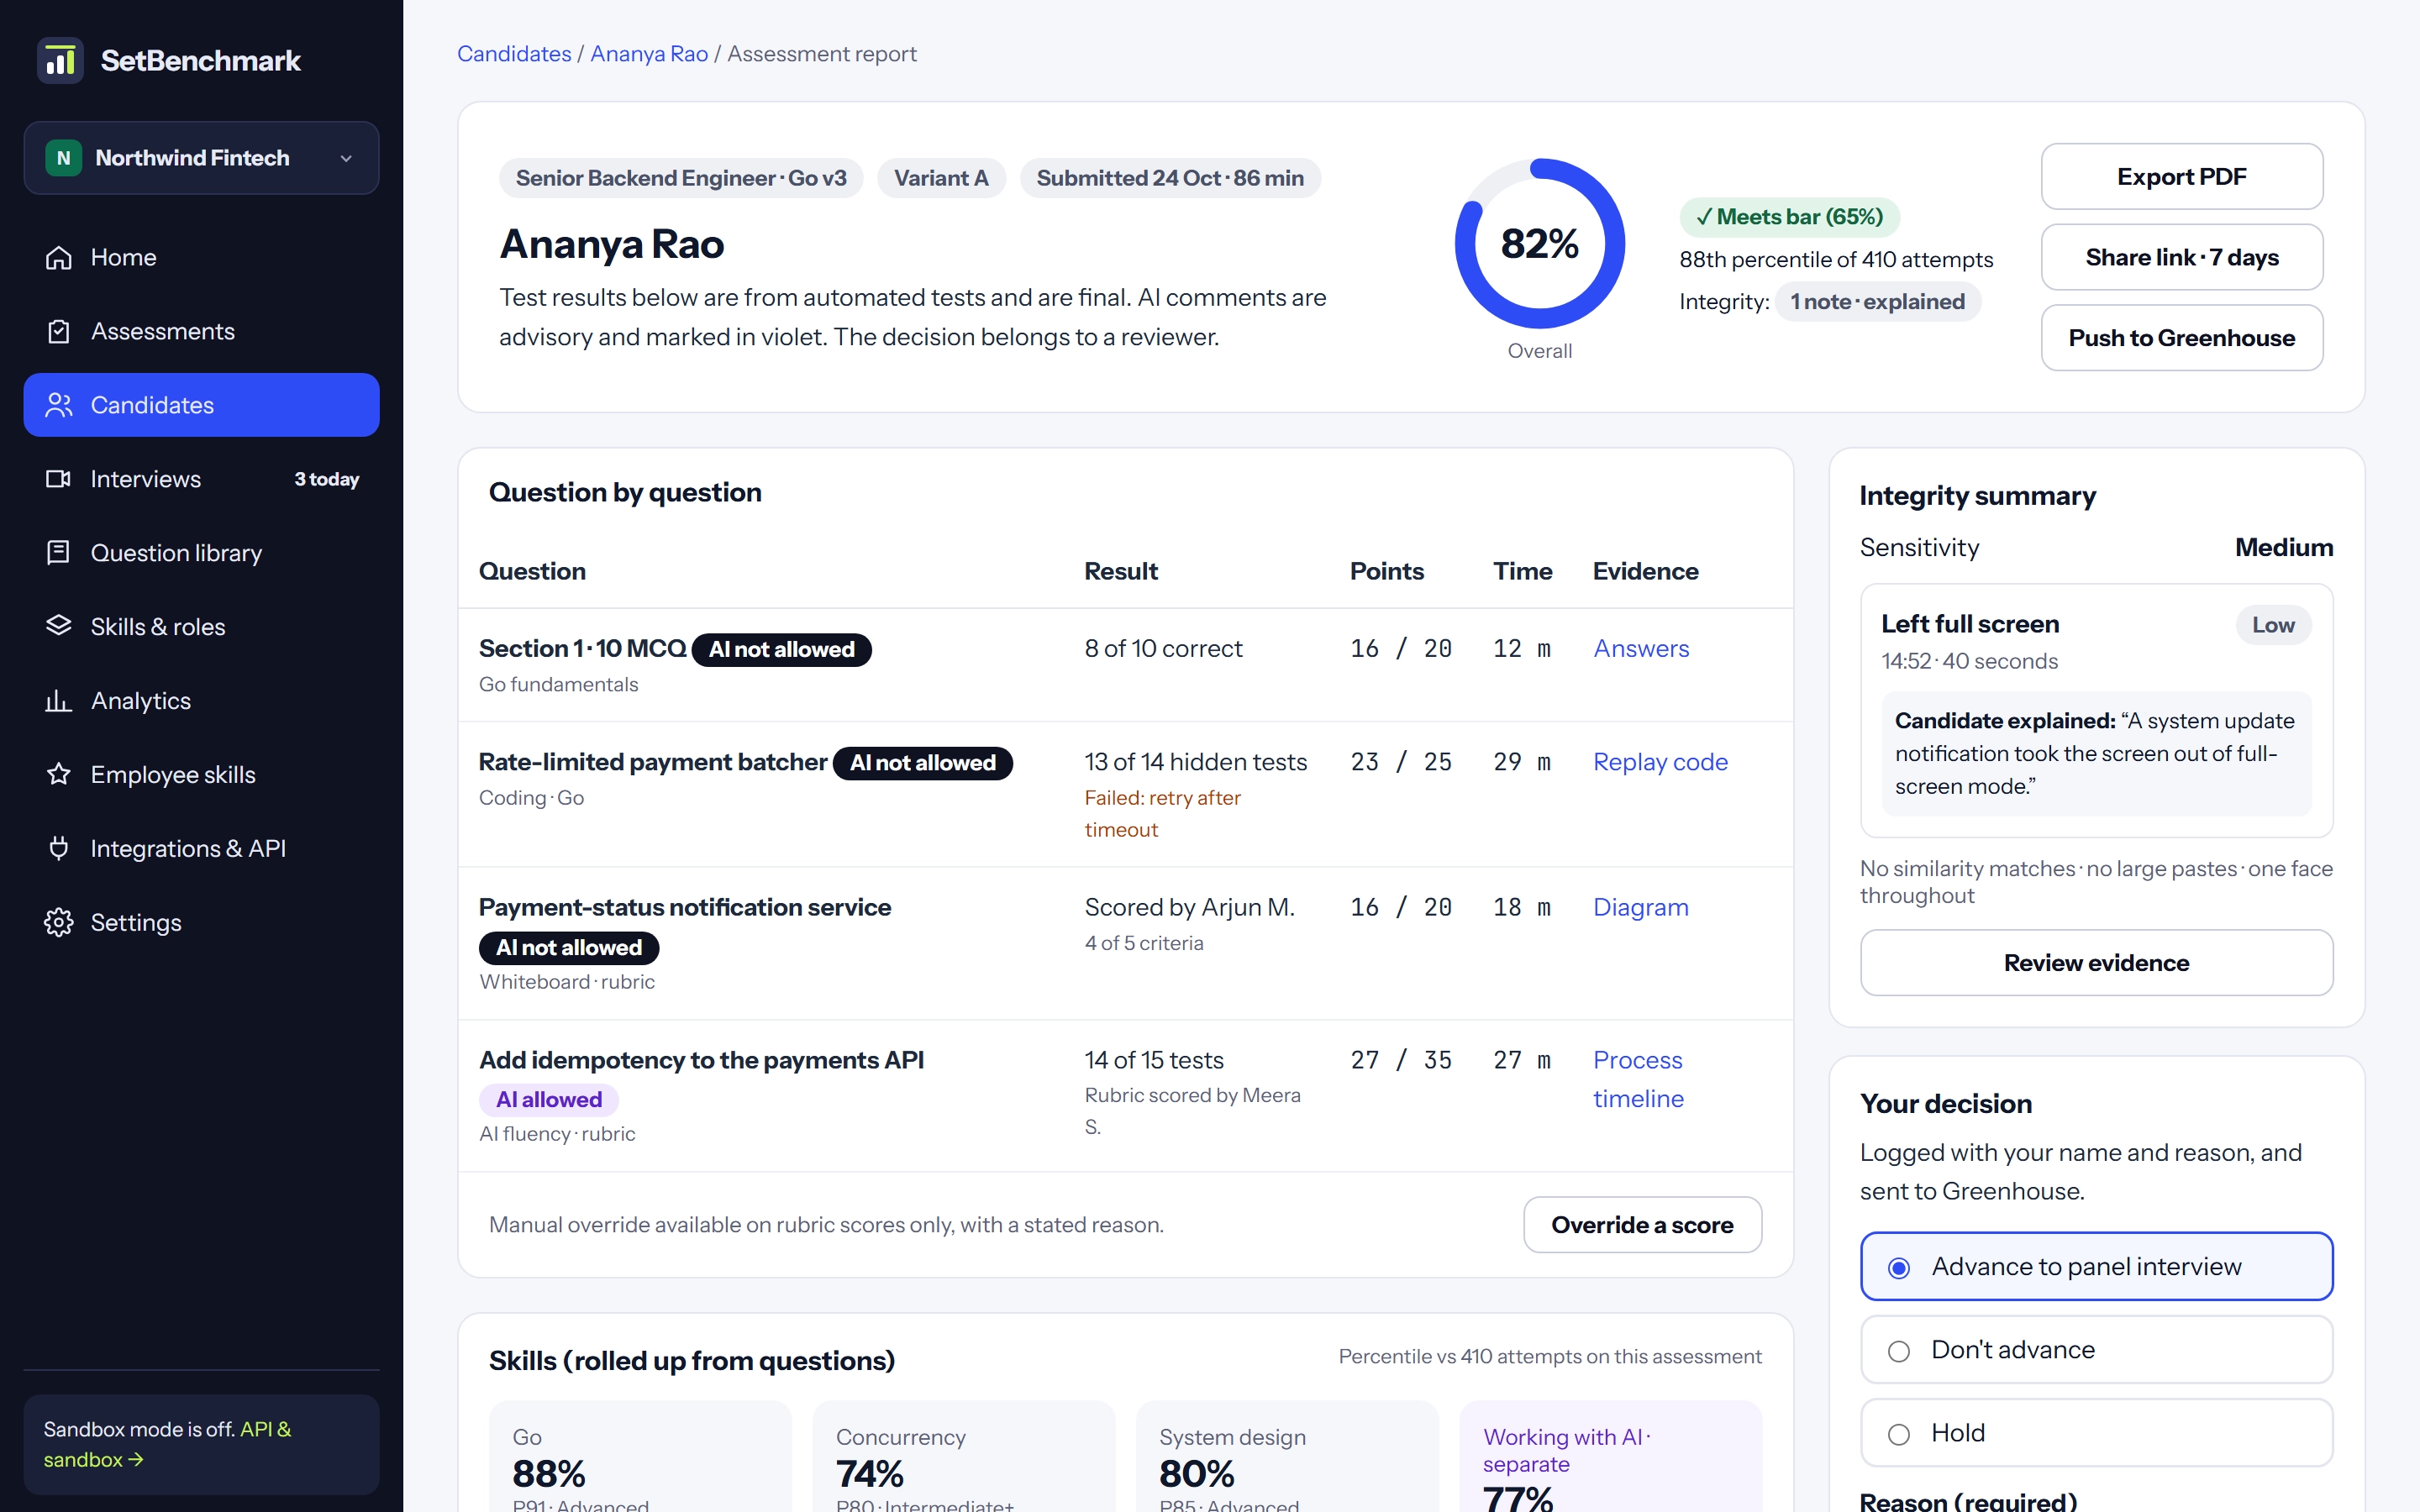 SetBenchmark
N Northwind Fintech
Home
Assessments
Candidates
Interviews 3 today
Question library
Skills & roles
Analytics
Employee skills
Integrations & API
Settings
Sandbox mode is off. API &
sandbox →
Candidates / Ananya Rao / Assessment report
Senior Backend Engineer · Go v3 Variant A Submitted 24 Oct · 86 min
Ananya Rao
Test results below are from automated tests and are final. AI comments are
advisory and marked in violet. The decision belongs to a reviewer.
82%
Overall
✓ Meets bar (65%)
88th percentile of 410 attempts
Integrity: 1 note · explained
Export PDF
Share link · 7 days
Push to Greenhouse
Question by question
Question Result Points Time Evidence
Section 1 · 10 MCQ AI not allowed 8 of 10 correct 16 / 20 12 m Answers
Go fundamentals
Rate-limited payment batcher AI not allowed 13 of 14 hidden tests 23 / 25 29 m Replay code
Coding · Go Failed: retry after
timeout
Payment-status notification service Scored by Arjun M. 16 / 20 18 m Diagram
AI not allowed 4 of 5 criteria
Whiteboard · rubric
Add idempotency to the payments API 14 of 15 tests 27 / 35 27 m Process
AI allowed Rubric scored by Meera timeline
AI fluency · rubric S.
Manual override available on rubric scores only, with a stated reason. Override a score
Skills (rolled up from questions) Percentile vs 410 attempts on this assessment
Go
88%
P91 · Advanced
Concurrency
74%
P80 · Intermediate+
System design
80%
P85 · Advanced
Working with AI ·
separate
77%
Integrity summary
Sensitivity Medium
Left full screen Low
14:52 · 40 seconds
Candidate explained: “A system update
notification took the screen out of full-
screen mode.”
No similarity matches · no large pastes · one face
throughout
Review evidence
Your decision
Logged with your name and reason, and
sent to Greenhouse.
Advance to panel interview
Don't advance
Hold
Reason (required)